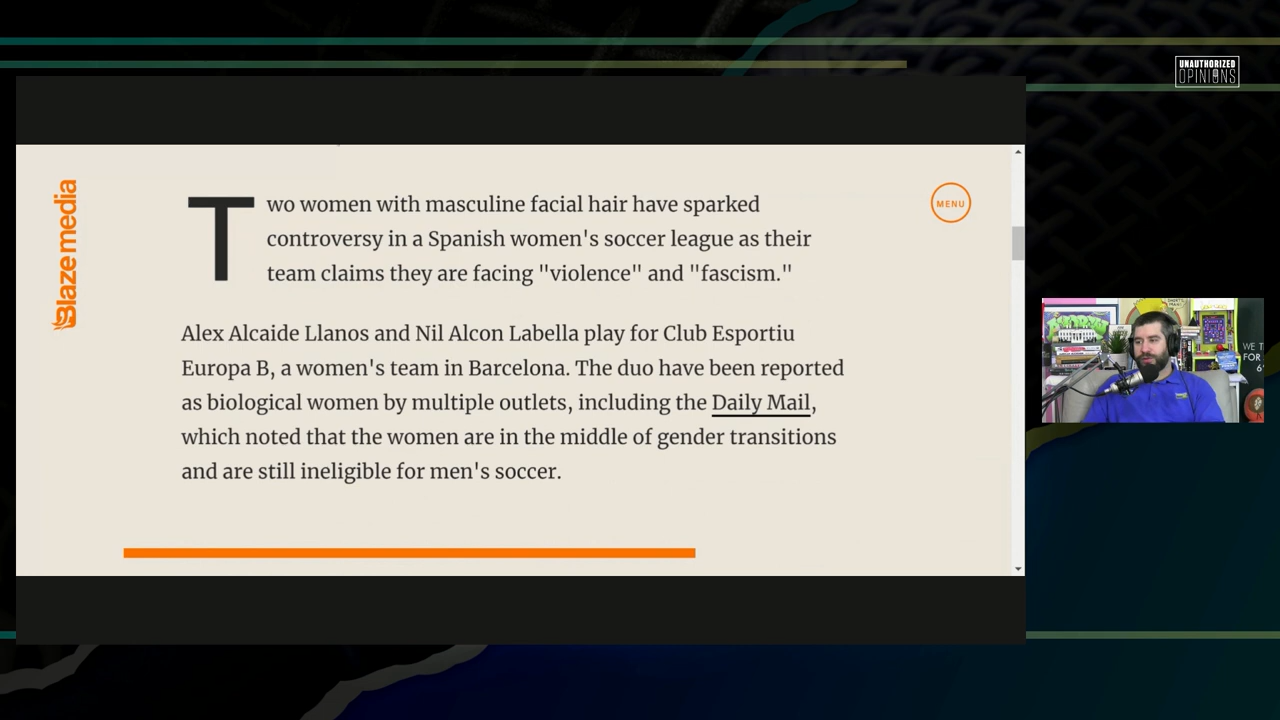 UNAUTHORIZED
OPINIONS
Blaze media
MENU
Two women with masculine facial hair have sparked
controversy in a Spanish women's soccer league as their
team claims they are facing "violence" and "fascism."
Alex Alcaide Llanos and Nil Alcon Labella play for Club Esportiu
Europa B, a women's team in Barcelona. The duo have been reported
as biological women by multiple outlets, including the Daily Mail,
which noted that the women are in the middle of gender transitions
and are still ineligible for men's soccer.
WE T
FOR